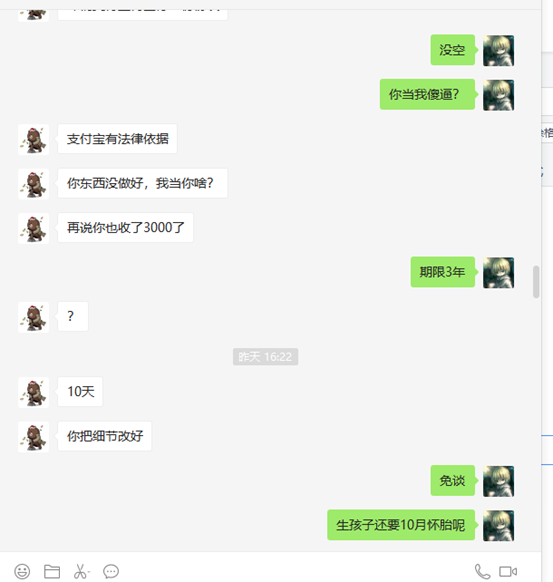 没空
你当我傻逼？
支付宝有法律依据
你东西没做好，我当你啥？
再说你也收了3000了
期限3年
？
昨天 16:22
10天
你把细节改好
免谈
生孩子还要10月怀胎呢